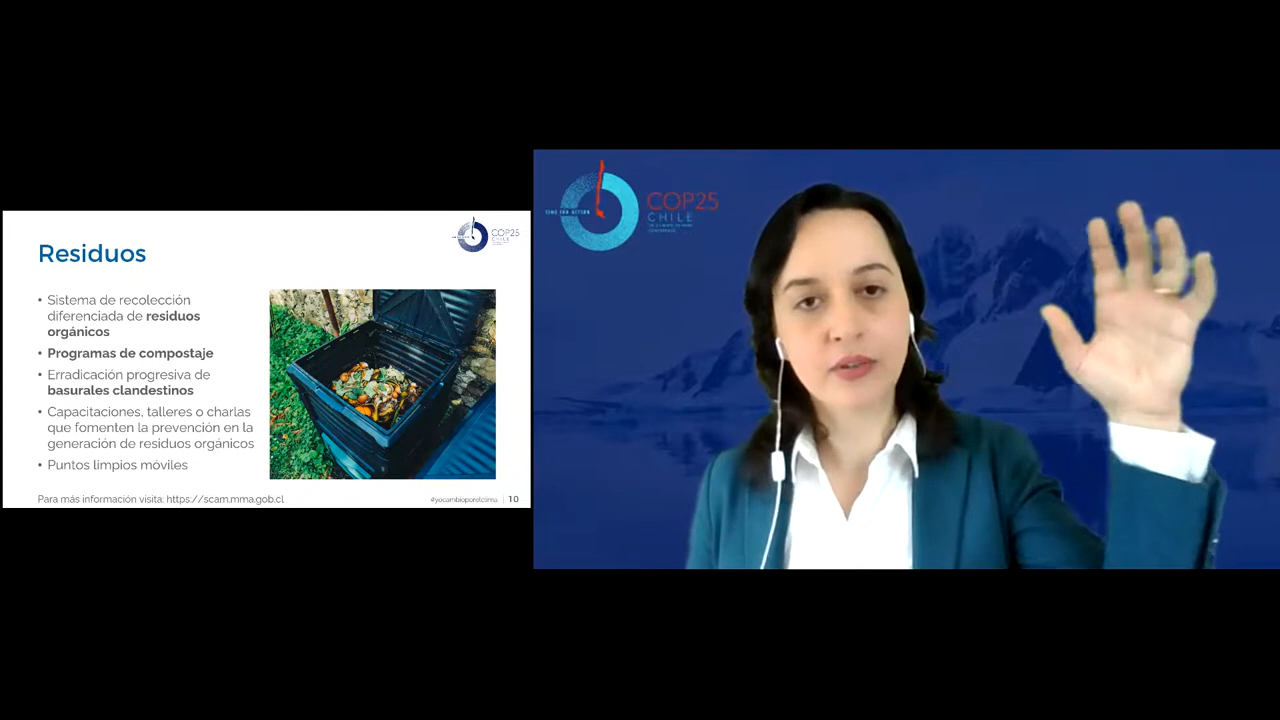 COP25
CHILE
Residuos
• Sistema de recolección
diferenciada de residuos
orgánicos
• Programas de compostaje
• Erradicación progresiva de
basurales clandestinos
• Capacitaciones, talleres o charlas
que fomenten la prevención en la
generación de residuos orgánicos
• Puntos limpios móviles
Para más información visita: https://scam.mma.gob.cl
#yocambioporelclima | 10
TIME FOR ACTION
COP25
CHILE